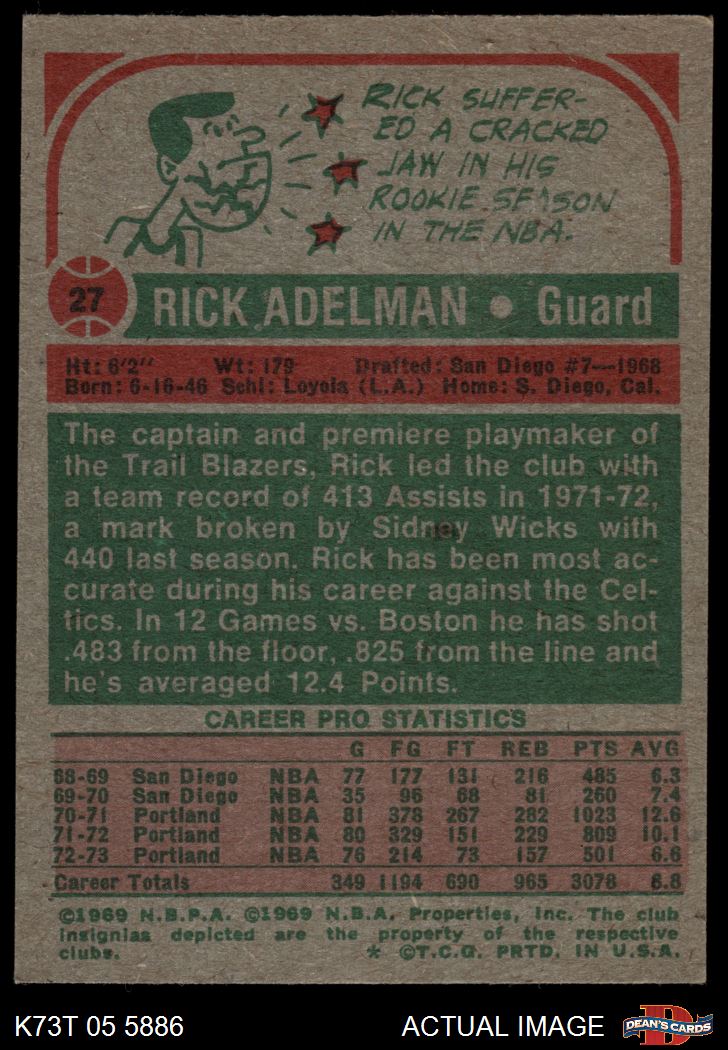 RICK SUFFER-
ED A CRACKED
JAW IN HIS
ROOKIE SEASON
IN THE NBA.
27 RICK ADELMAN • Guard
Ht: 6'2" Wt: 179 Drafted: San Diego #7—1968
Born: 6-16-46 Schl: Loyola (L.A.) Home: S. Diego, Cal.
The captain and premiere playmaker of
the Trail Blazers, Rick led the club with
a team record of 413 Assists in 1971-72,
a mark broken by Sidney Wicks with
440 last season. Rick has been most ac-
curate during his career against the Cel-
tics. In 12 Games vs. Boston he has shot
.483 from the floor, .825 from the line and
he's averaged 12.4 Points.
CAREER PRO STATISTICS
G FG FT REB PTS AVG
68-69 San Diego NBA 77 177 131 216 485 6.3
69-70 San Diego NBA 35 96 68 81 260 7.4
70-71 Portland NBA 81 378 267 282 1023 12.6
71-72 Portland NBA 80 329 151 229 809 10.1
72-73 Portland NBA 76 214 73 157 501 6.6
Career Totals 349 1194 690 965 3078 8.8
©1969 N.B.P.A. ©1969 N.B.A. Properties, Inc. The club
insignias depicted are the property of the respective
clubs. * ©T.C.G. PRTD. IN U.S.A.
K73T 05 5886 ACTUAL IMAGE DEAN'S CARDS